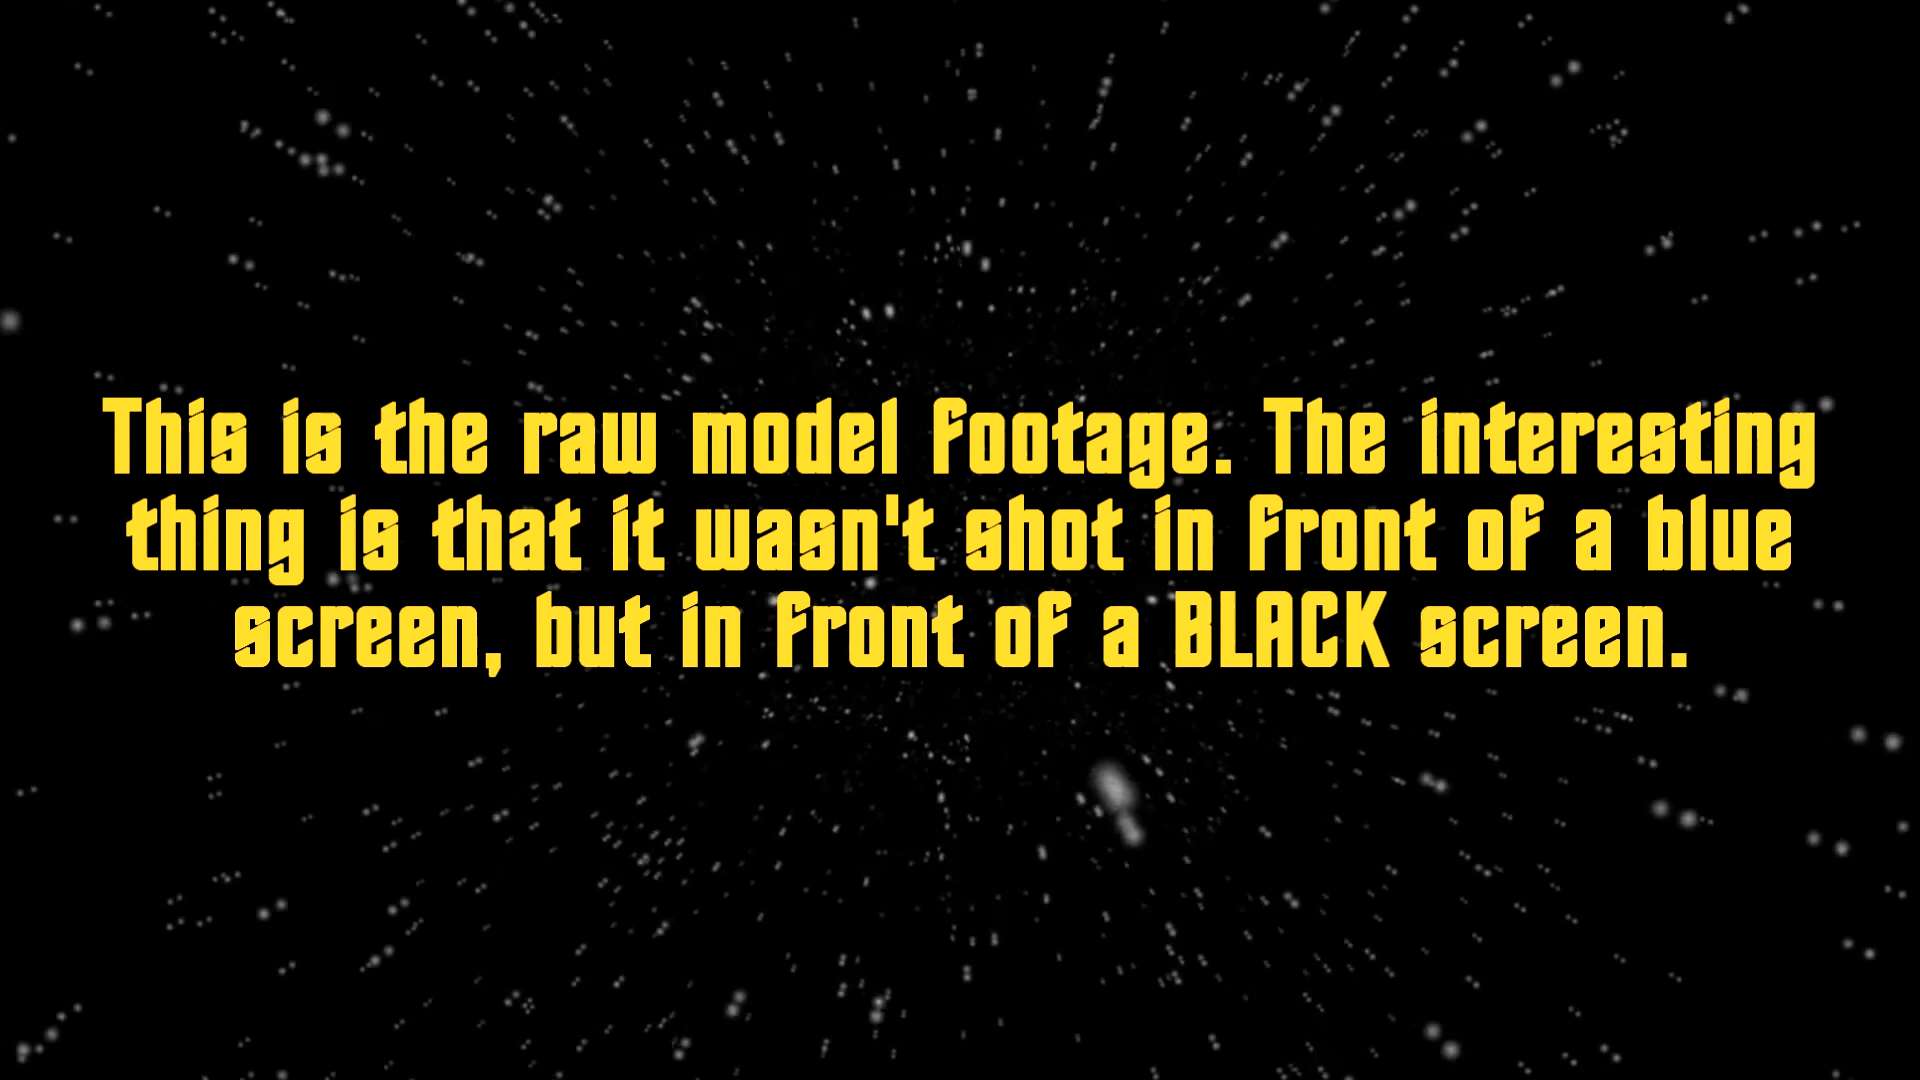 This is the raw model footage. The interesting
thing is that it wasn't shot in front of a blue
screen, but in front of a BLACK screen.